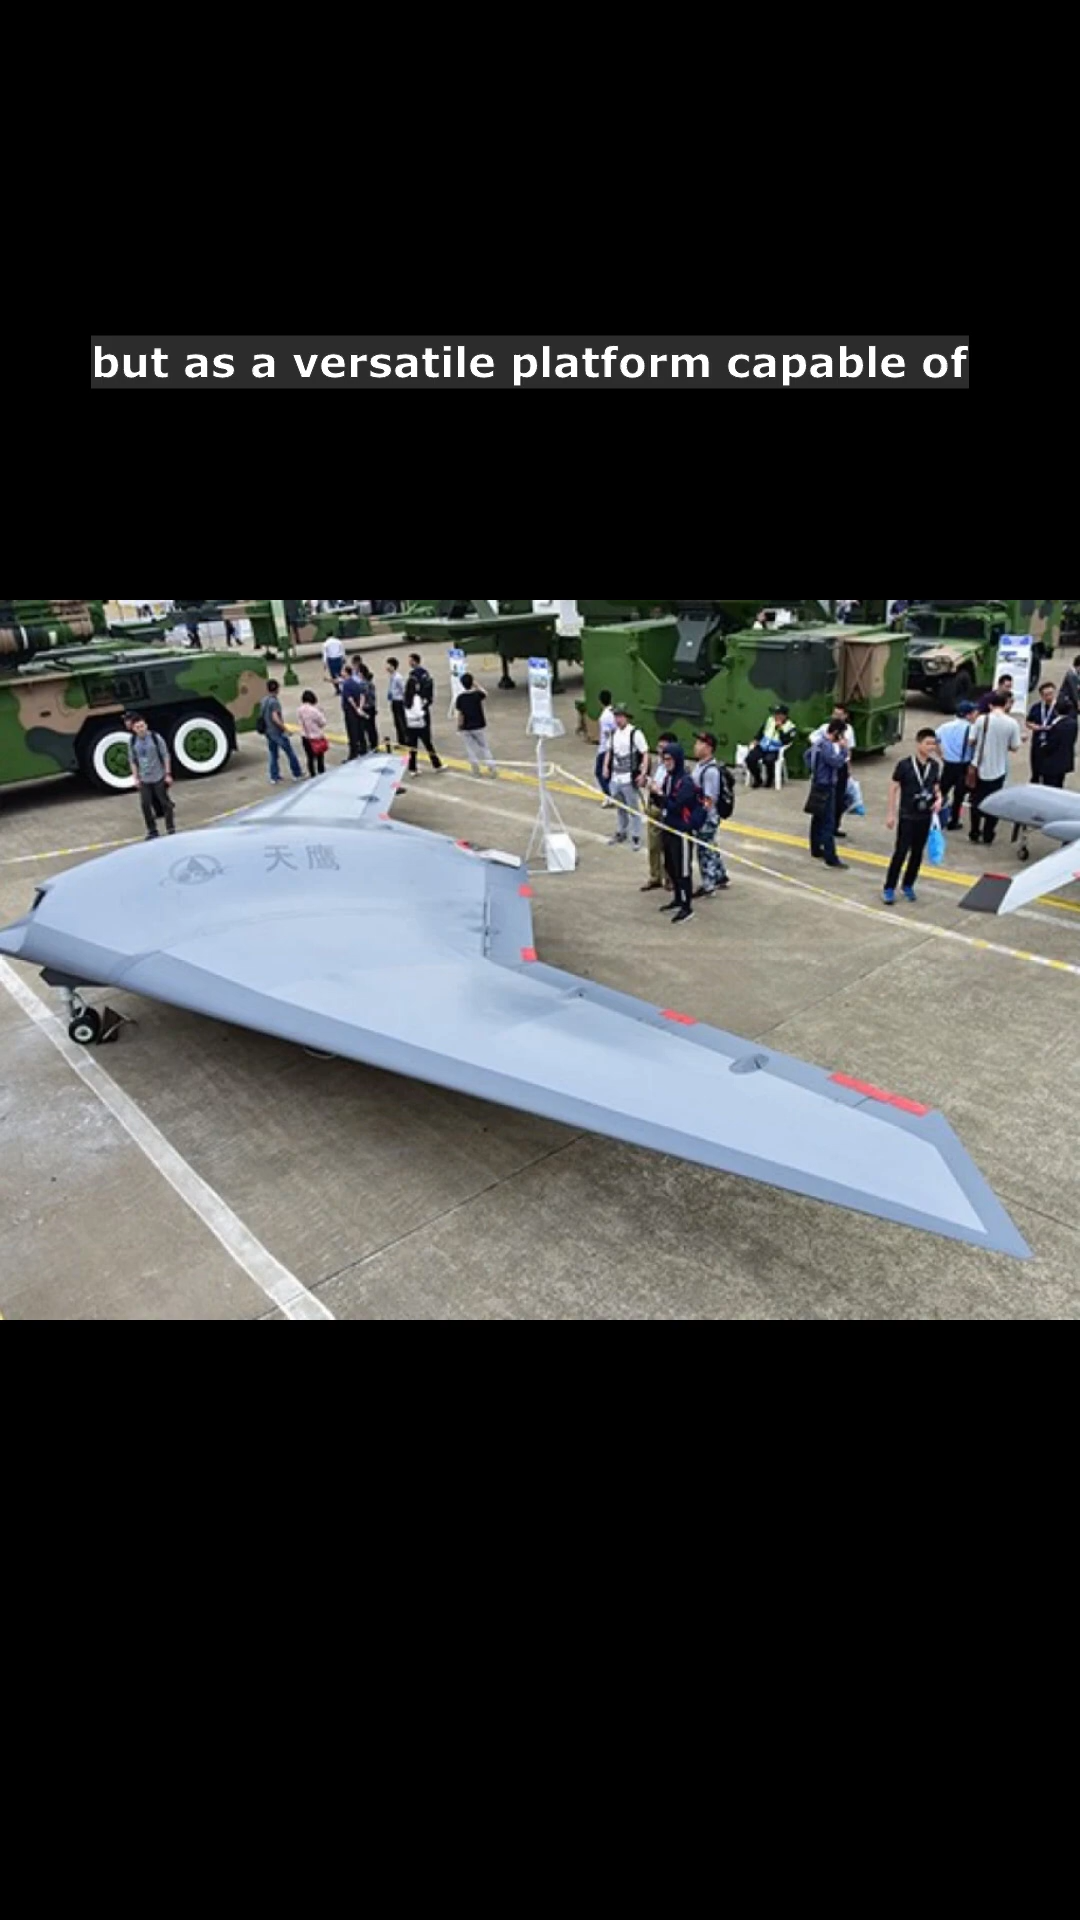 but as a versatile platform capable of
天鹰